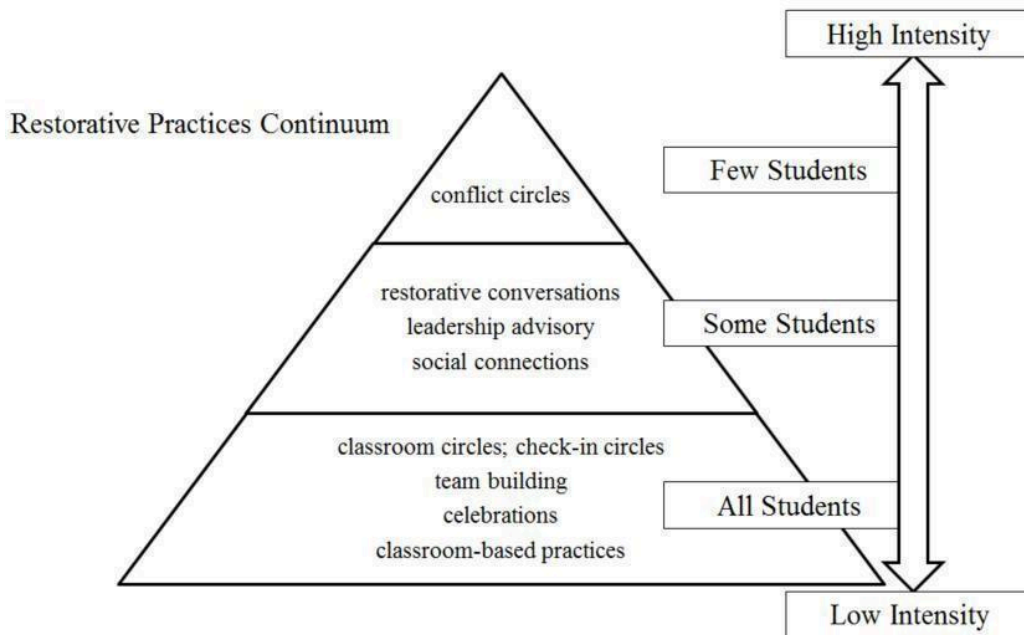 High Intensity
Restorative Practices Continuum
Few Students
conflict circles
restorative conversations
leadership advisory
social connections
Some Students
classroom circles; check-in circles
team building
celebrations
classroom-based practices
All Students
Low Intensity